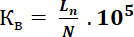 Кв = Ln/N . 10⁵